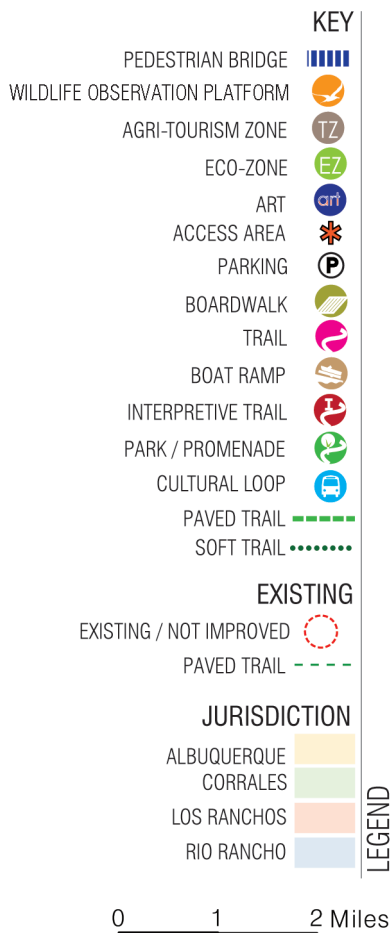 KEY
PEDESTRIAN BRIDGE
WILDLIFE OBSERVATION PLATFORM
AGRI-TOURISM ZONE TZ
ECO-ZONE EZ
ART art
ACCESS AREA
PARKING P
BOARDWALK
TRAIL
BOAT RAMP
INTERPRETIVE TRAIL
PARK / PROMENADE
CULTURAL LOOP
PAVED TRAIL
SOFT TRAIL
EXISTING
EXISTING / NOT IMPROVED
PAVED TRAIL
JURISDICTION
ALBUQUERQUE
CORRALES
LOS RANCHOS
RIO RANCHO
LEGEND
0 1 2 Miles